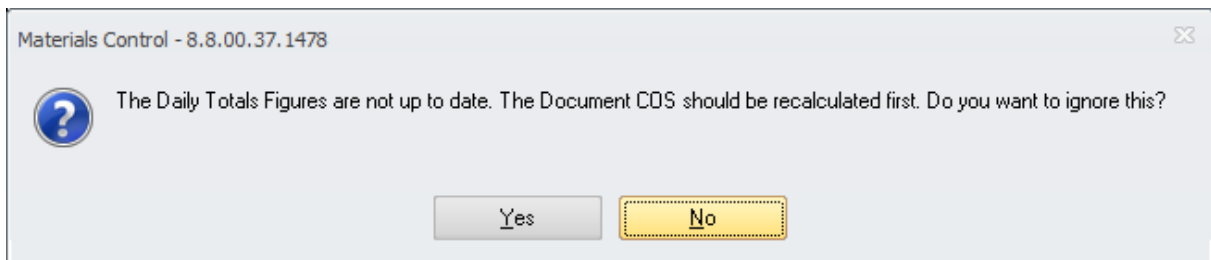 Materials Control - 8.8.00.37.1478
The Daily Totals Figures are not up to date. The Document COS should be recalculated first. Do you want to ignore this?
Yes
No